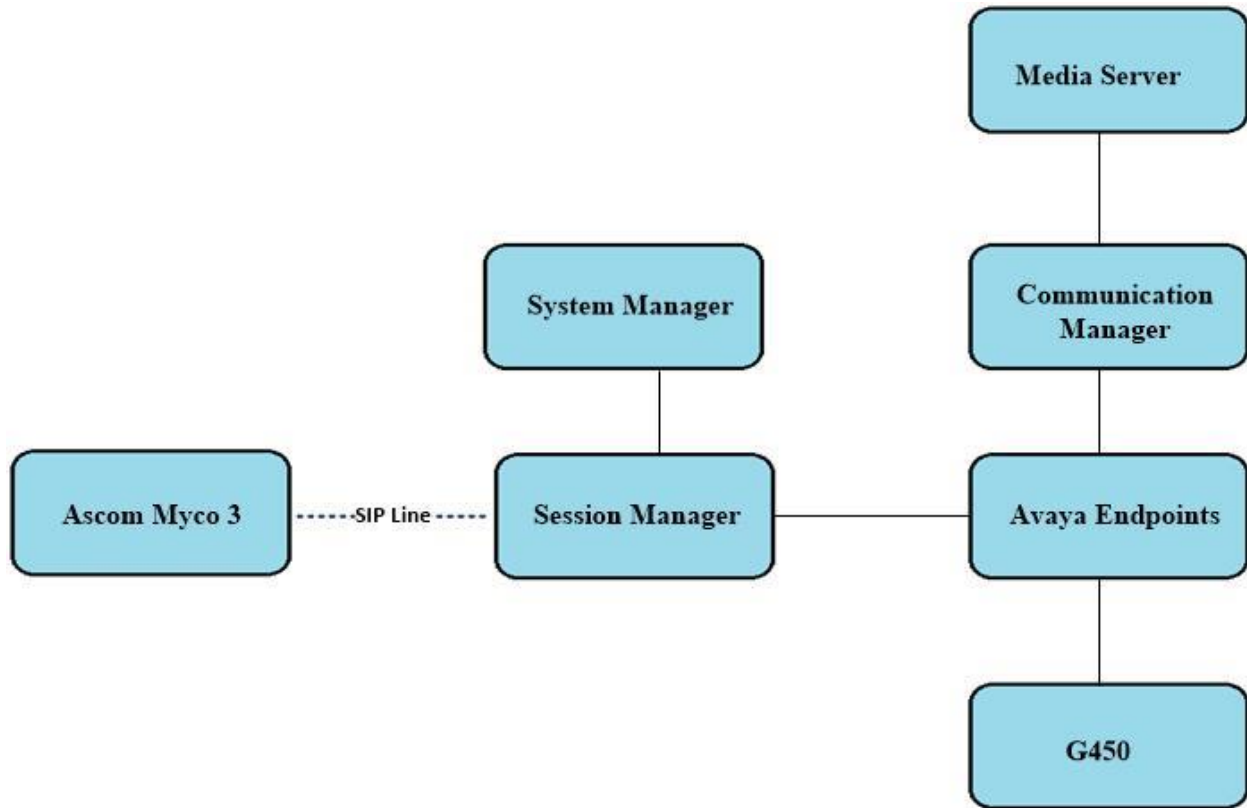 Media Server
System Manager
Communication
Manager
Ascom Myco 3
SIP Line
Session Manager
Avaya Endpoints
G450